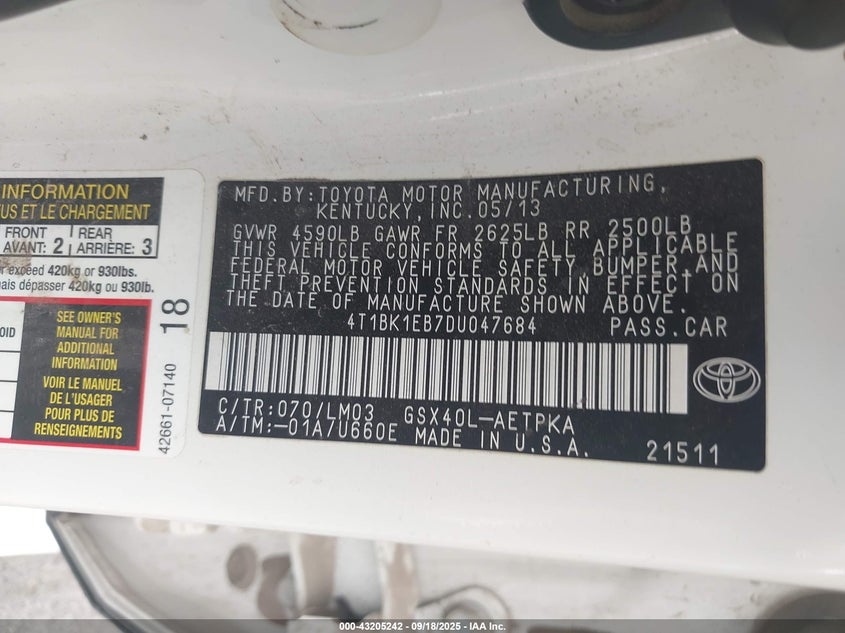 INFORMATION
US ET LE CHARGEMENT
FRONT REAR
AVANT: 2 ARRIÈRE: 3
exceed 420kg or 930lbs.
mais dépasser 420kg ou 930lb.
SEE OWNER'S
MANUAL FOR
ADDITIONAL
INFORMATION
VOIR LE MANUEL
DE L'USAGER
POUR PLUS DE
RENSEIGNEMENTS
42661-07140 18
MFD.BY:TOYOTA MOTOR MANUFACTURING,
KENTUCKY,INC.05/13
GVWR 4590LB GAWR FR 2625LB RR 2500LB
THIS VEHICLE CONFORMS TO ALL APPLICABLE
FEDERAL MOTOR VEHICLE SAFETY,BUMPER,AND
THEFT PREVENTION STANDARDS IN EFFECT ON
THE DATE OF MANUFACTURE SHOWN ABOVE.
4T1BK1EB7DU047684 PASS.CAR
C/TR:070/LM03 GSX40L-AETPKA
A/TM:-01A/U660E MADE IN U.S.A. 21511
000-43205242 - 09/18/2025 - IAA Inc.